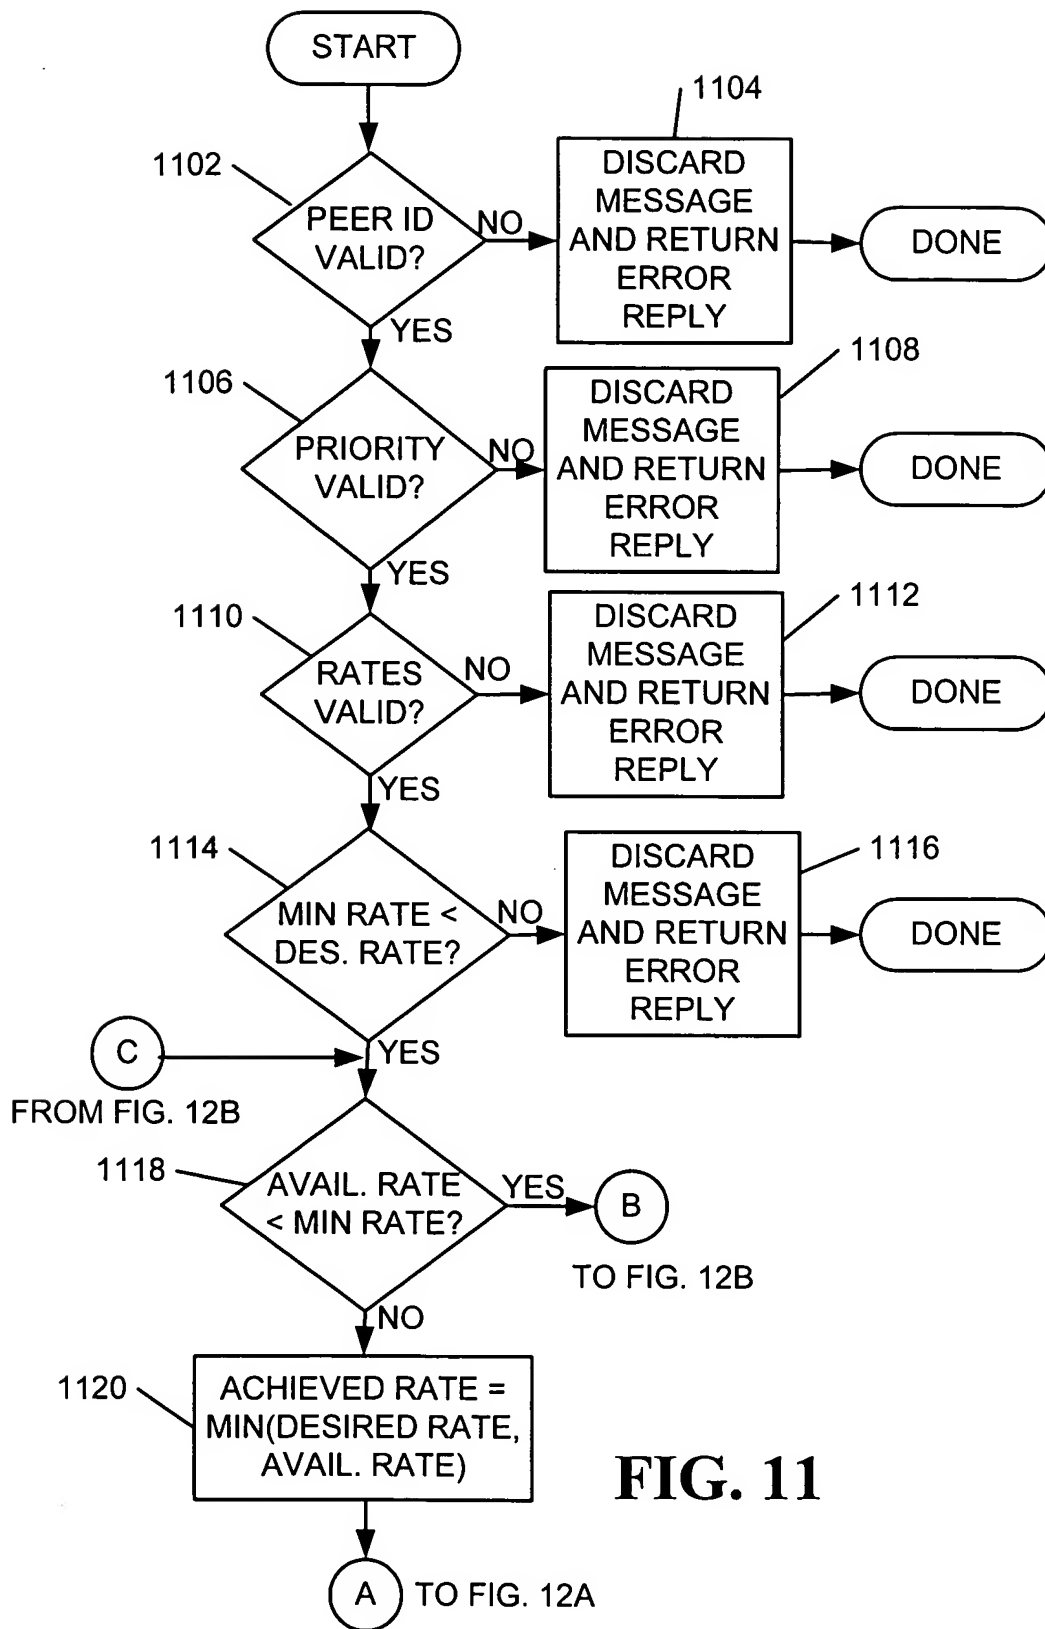 START
1104
1102
PEER ID
VALID?
NO
DISCARD
MESSAGE
AND RETURN
ERROR
REPLY
DONE
YES
1108
1106
PRIORITY
VALID?
NO
DISCARD
MESSAGE
AND RETURN
ERROR
REPLY
DONE
YES
1112
1110
RATES
VALID?
NO
DISCARD
MESSAGE
AND RETURN
ERROR
REPLY
DONE
YES
1116
1114
MIN RATE <
DES. RATE?
NO
DISCARD
MESSAGE
AND RETURN
ERROR
REPLY
DONE
YES
C
FROM FIG. 12B
1118
AVAIL. RATE
< MIN RATE?
YES
B
TO FIG. 12B
NO
1120
ACHIEVED RATE =
MIN(DESIRED RATE,
AVAIL. RATE)
FIG. 11
A
TO FIG. 12A